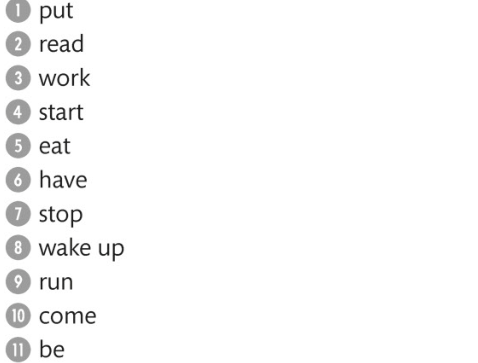 1 put
2 read
3 work
4 start
5 eat
6 have
7 stop
8 wake up
9 run
10 come
11 be